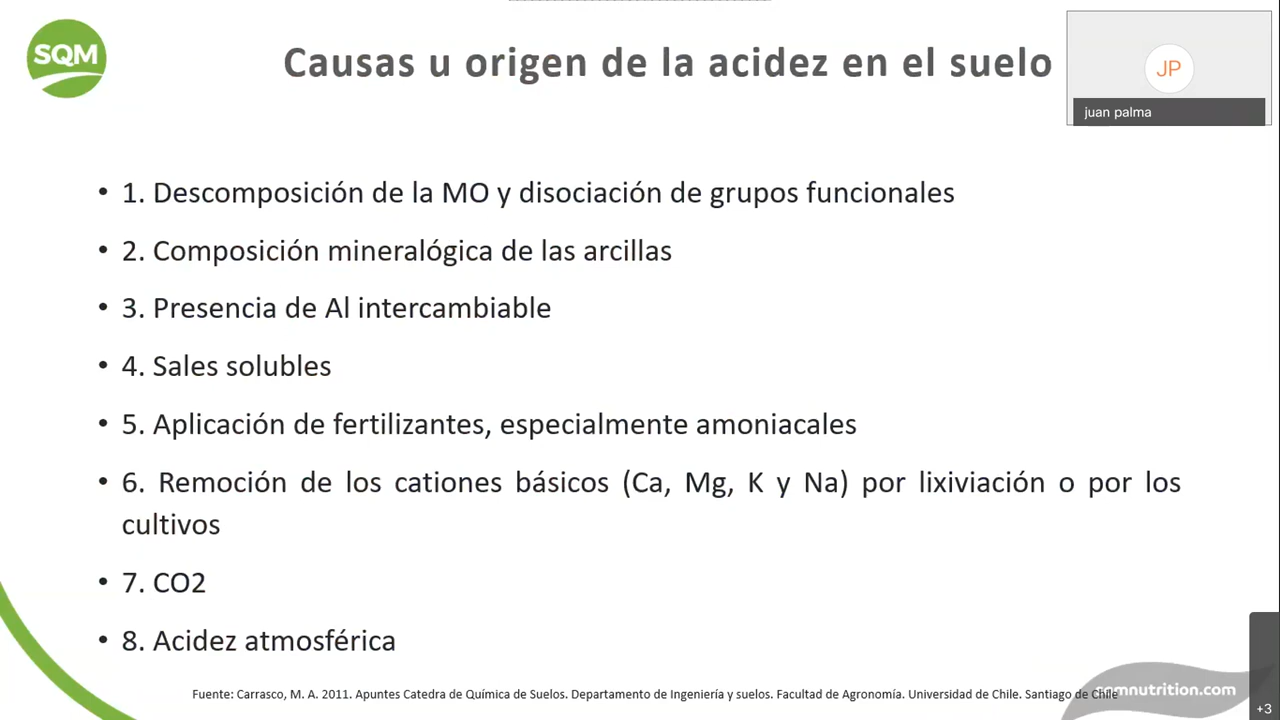 SQM
Causas u origen de la acidez en el suelo
JP
juan palma
• 1. Descomposición de la MO y disociación de grupos funcionales
• 2. Composición mineralógica de las arcillas
• 3. Presencia de Al intercambiable
• 4. Sales solubles
• 5. Aplicación de fertilizantes, especialmente amoniacales
• 6. Remoción de los cationes básicos (Ca, Mg, K y Na) por lixiviación o por los
cultivos
• 7. CO2
• 8. Acidez atmosférica
Fuente: Carrasco, M. A. 2011. Apuntes Catedra de Química de Suelos. Departamento de Ingeniería y suelos. Facultad de Agronomía. Universidad de Chile. Santiago de Chile
sqmnutrition.com
+3